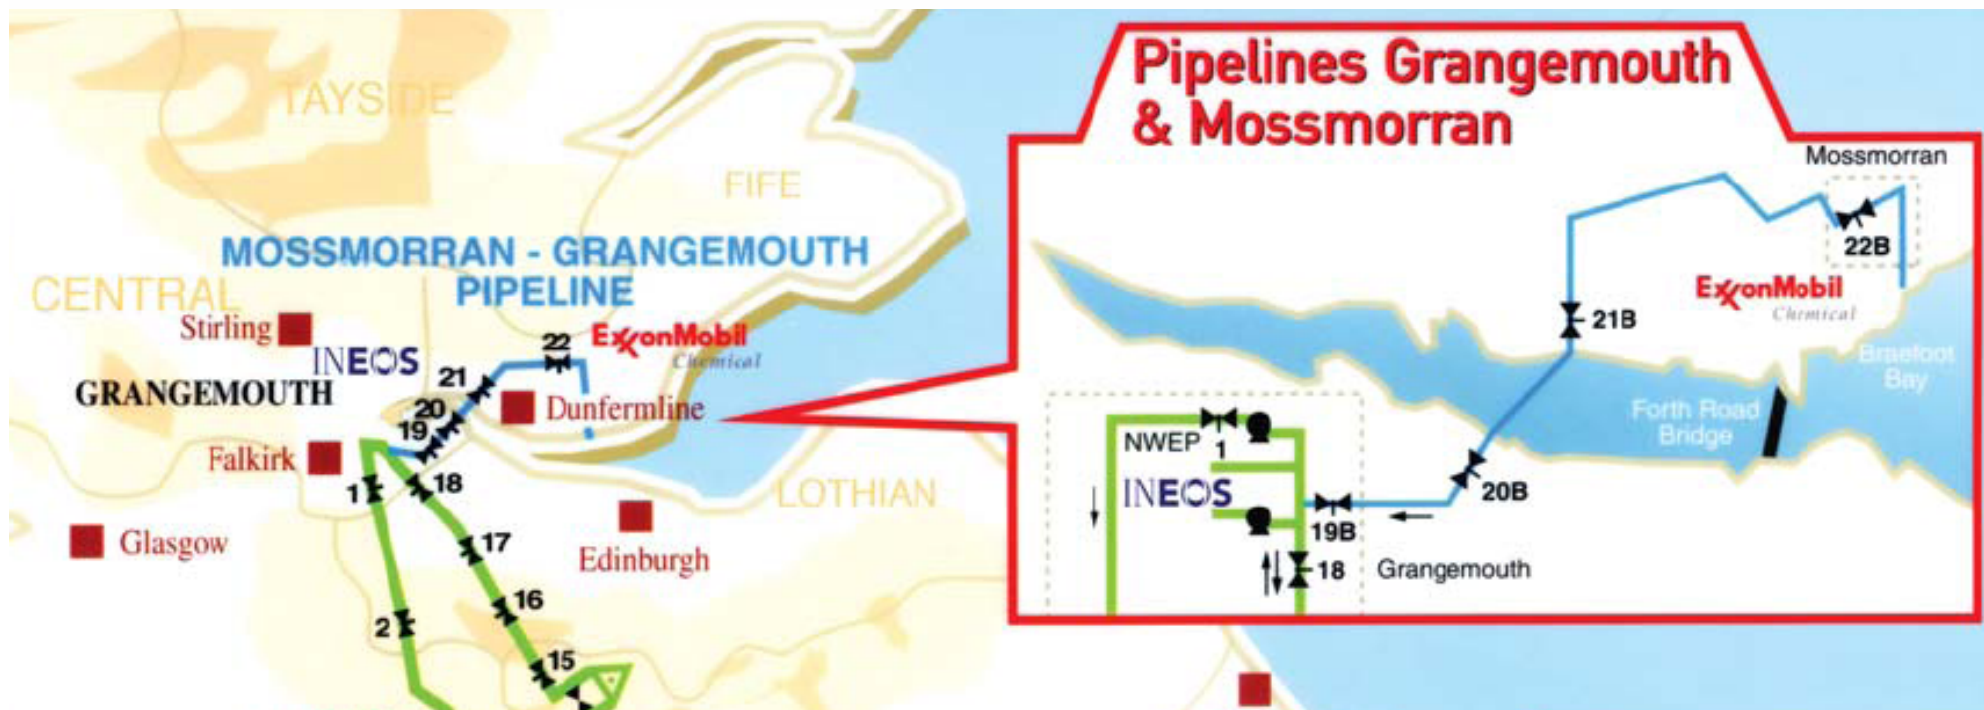 TAYSIDE
FIFE
MOSSMORRAN - GRANGEMOUTH
PIPELINE
CENTRAL
Stirling
INEOS
GRANGEMOUTH
ExxonMobil
Chemical
22
21
20
19
Dunfermline
Falkirk
1
18
LOTHIAN
Glasgow
17
Edinburgh
16
2
15
Pipelines Grangemouth
& Mossmorran
Mossmorran
22B
ExxonMobil
Chemical
21B
Braefoot
Bay
Forth Road
Bridge
NWEP
1
INEOS
20B
19B
18
Grangemouth